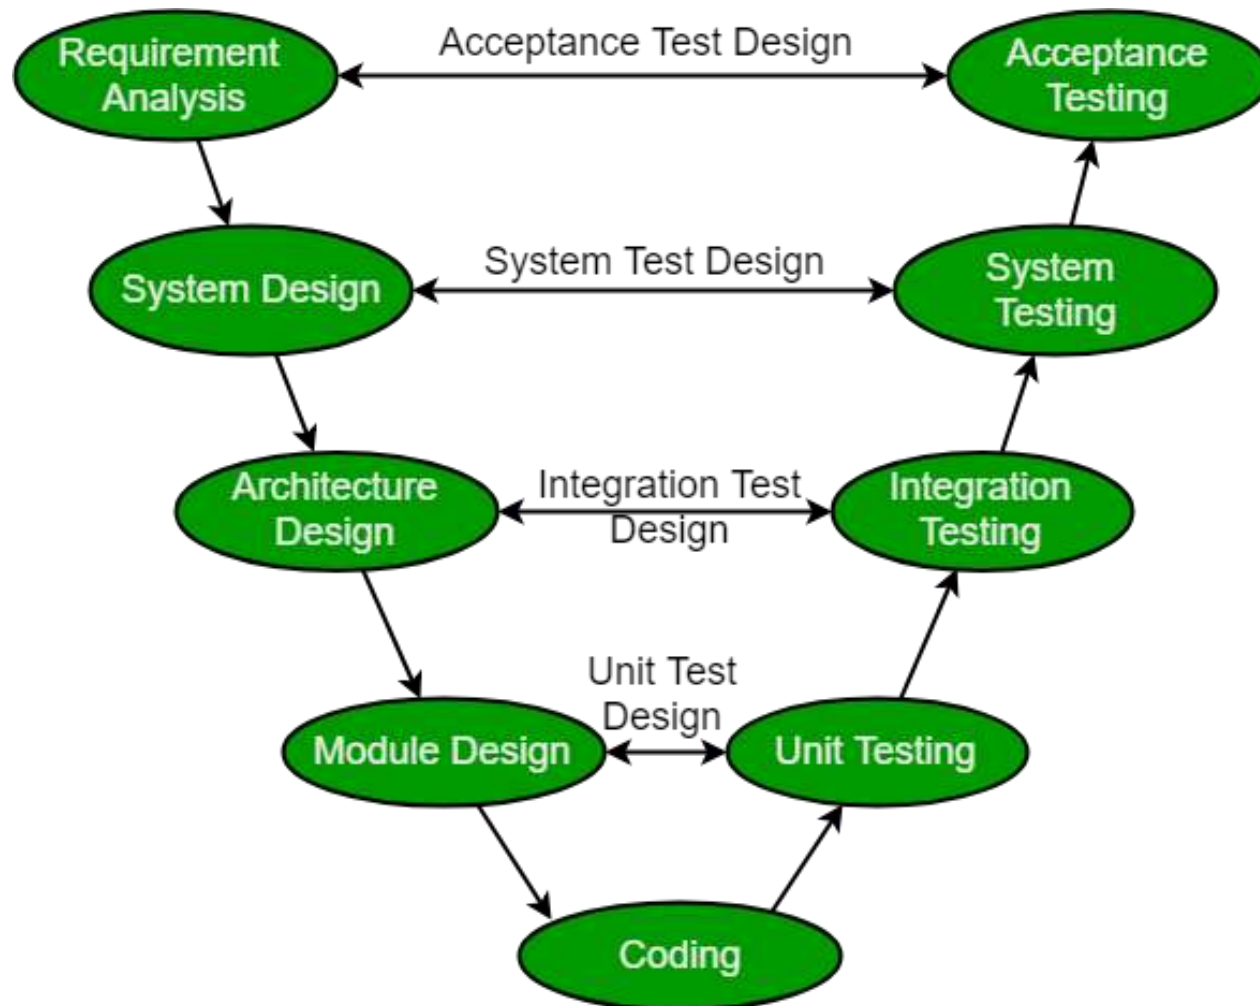 Requirement
Analysis
Acceptance Test Design
Acceptance
Testing
System Design
System Test Design
System
Testing
Architecture
Design
Integration Test
Design
Integration
Testing
Module Design
Unit Test
Design
Unit Testing
Coding